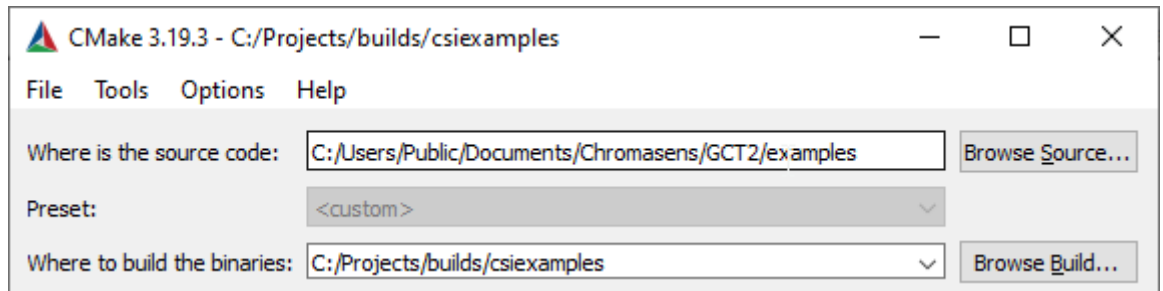 CMake 3.19.3 - C:/Projects/builds/csiexamples
File Tools Options Help
Where is the source code: C:/Users/Public/Documents/Chromasens/GCT2/examples Browse Source...
Preset: <custom>
Where to build the binaries: C:/Projects/builds/csiexamples Browse Build...